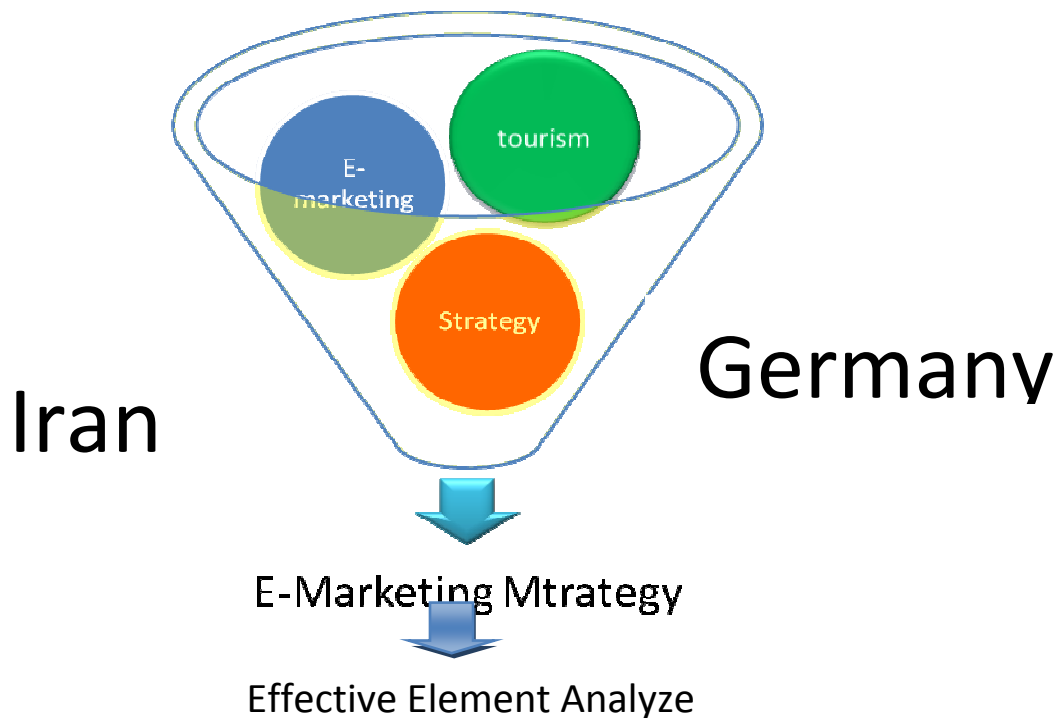 tourism
E-
marketing
Strategy
Germany
Iran
E-Marketing Mtrategy
Effective Element Analyze